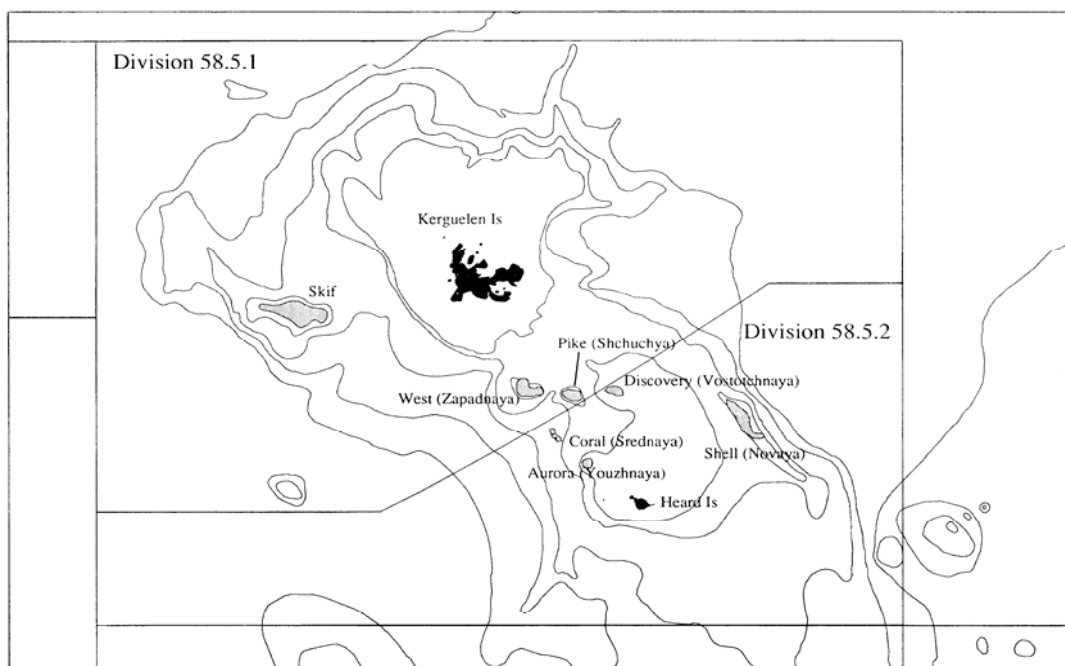 Division 58.5.1
Kerguelen Is
Skif
Division 58.5.2
Pike (Shchuchya)
Discovery (Vostotchnaya)
West (Zapadnaya)
Coral (Srednaya)
Shell (Novaya)
Aurora (Youzhnaya)
Heard Is